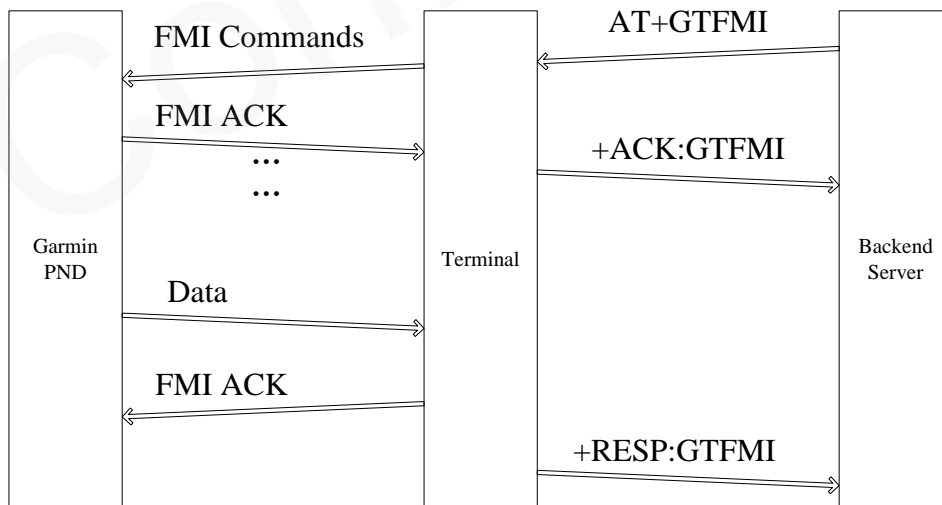 AT+GTFMI
FMI Commands
FMI ACK
...
+ACK:GTFMI
...
Garmin
PND
Terminal
Backend
Server
Data
FMI ACK
+RESP:GTFMI